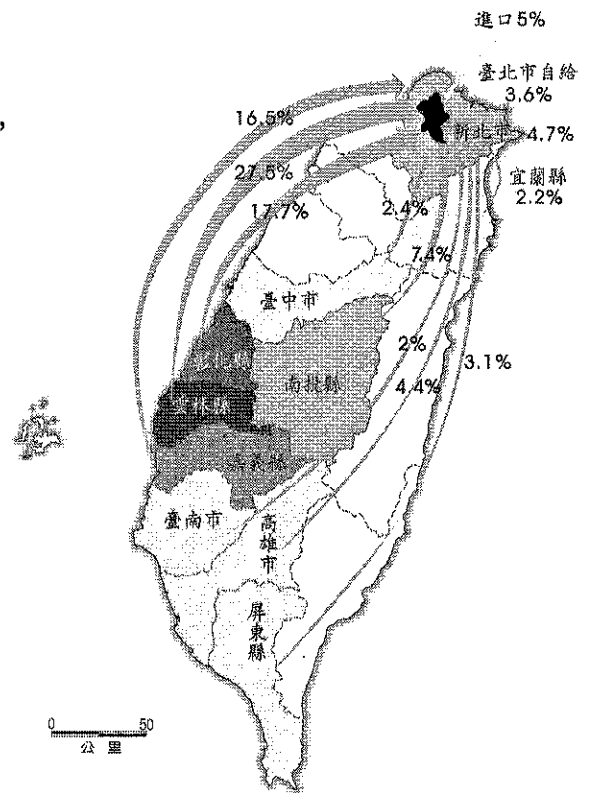 進口5%
臺北市自給
3.6%
,
16.5%
新北市
4.7%
27.5%
宜蘭縣
2.2%
17.7%
2.4%
7.4%
臺中市
彰化縣
2%
3.1%
南投縣
4.4%
雲林縣
嘉義縣
臺南市
高雄市
屏東縣
0
50
公里